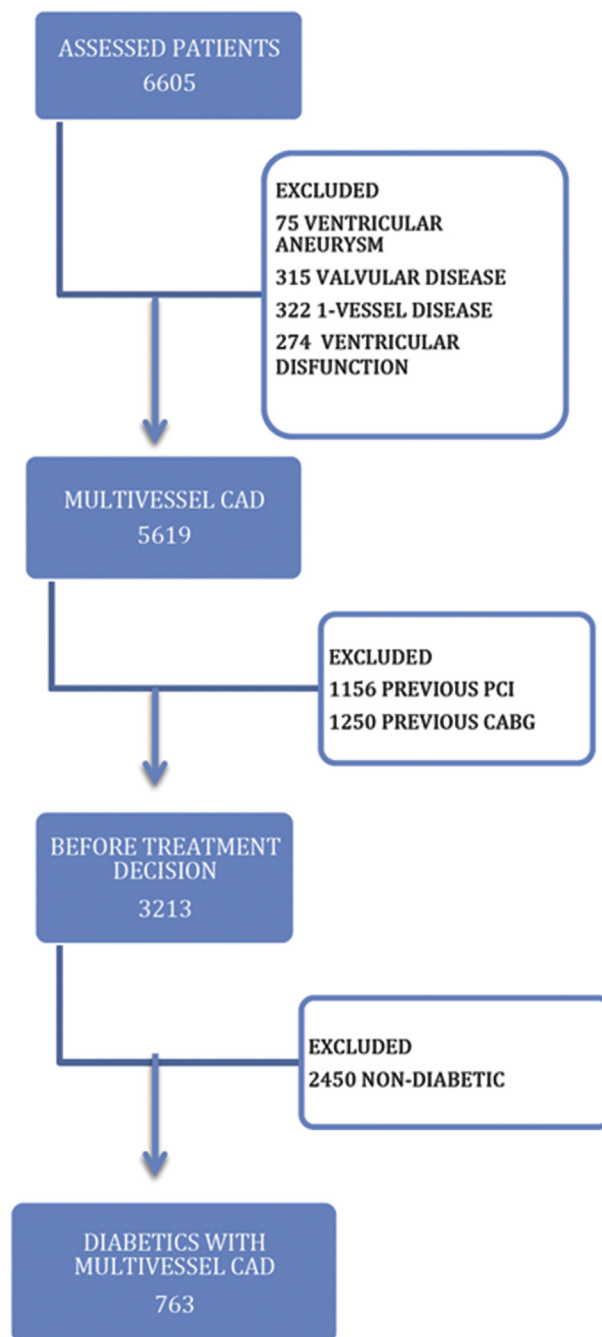 ASSESSED PATIENTS
6605
EXCLUDED
75 VENTRICULAR
ANEURYSM
315 VALVULAR DISEASE
322 1-VESSEL DISEASE
274 VENTRICULAR
DISFUNCTION
MULTIVESSEL CAD
5619
EXCLUDED
1156 PREVIOUS PCI
1250 PREVIOUS CABG
BEFORE TREATMENT
DECISION
3213
EXCLUDED
2450 NON-DIABETIC
DIABETICS WITH
MULTIVESSEL CAD
763